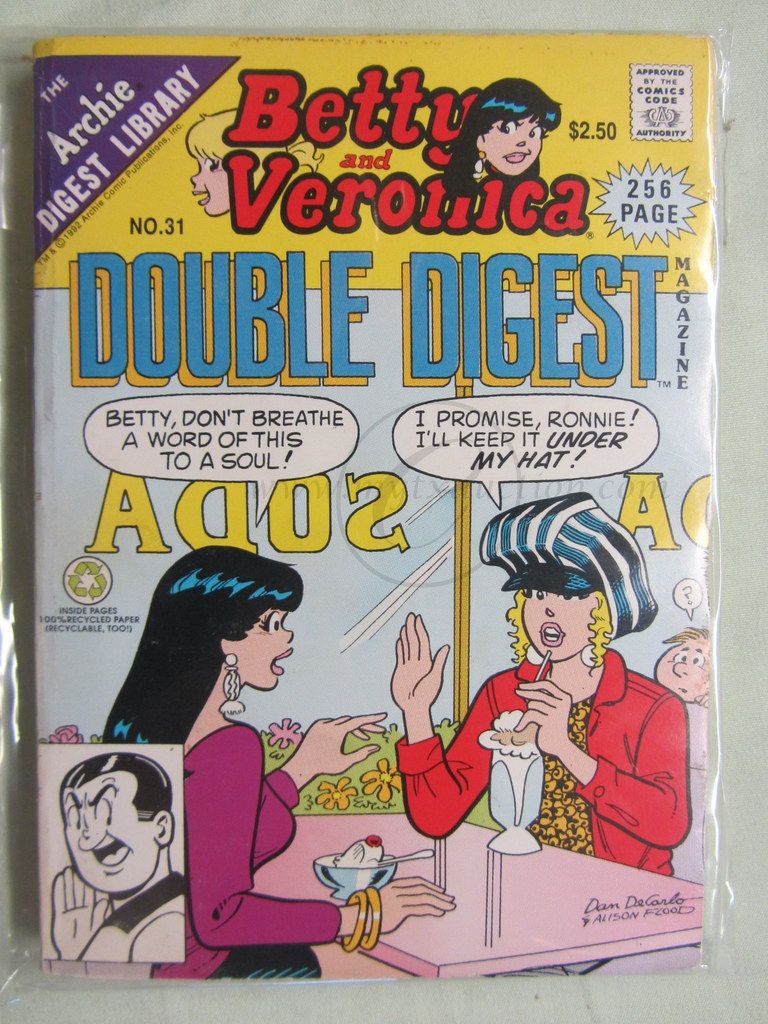 THE
Archie
DIGEST LIBRARY
TM & © 1992 Archie Comic Publications, Inc.
Betty
and
Veronica
®
$2.50
APPROVED
BY THE
COMICS
CODE
AUTHORITY
NO.31
256
PAGE
DOUBLE DIGEST
TM
MAGAZINE
BETTY, DON'T BREATHE
A WORD OF THIS
TO A SOUL!
I PROMISE, RONNIE!
I'LL KEEP IT UNDER
MY HAT!
SODA
INSIDE PAGES
100% RECYCLED PAPER
(RECYCLABLE, TOO!)
?
Dan DeCarlo
& ALISON FLOOD